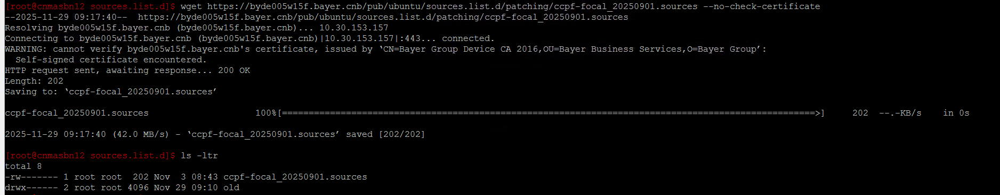 [root@cnmasbn12 sources.list.d]$ wget https://byde005w15f.bayer.cnb/pub/ubuntu/sources.list.d/patching/ccpf-focal_20250901.sources --no-check-certificate
--2025-11-29 09:17:40--  https://byde005w15f.bayer.cnb/pub/ubuntu/sources.list.d/patching/ccpf-focal_20250901.sources
Resolving byde005w15f.bayer.cnb (byde005w15f.bayer.cnb)... 10.30.153.157
Connecting to byde005w15f.bayer.cnb (byde005w15f.bayer.cnb)|10.30.153.157|:443... connected.
WARNING: cannot verify byde005w15f.bayer.cnb's certificate, issued by ‘CN=Bayer Group Device CA 2016,OU=Bayer Business Services,O=Bayer Group’:
  Self-signed certificate encountered.
HTTP request sent, awaiting response... 200 OK
Length: 202
Saving to: ‘ccpf-focal_20250901.sources’
ccpf-focal_20250901.sources                    100%[====================================================================================================>]     202  --.-KB/s    in 0s
2025-11-29 09:17:40 (42.0 MB/s) - ‘ccpf-focal_20250901.sources’ saved [202/202]
[root@cnmasbn12 sources.list.d]$ ls -ltr
total 8
-rw------- 1 root root  202 Nov  3 08:43 ccpf-focal_20250901.sources
drwx------ 2 root root 4096 Nov 29 09:10 old